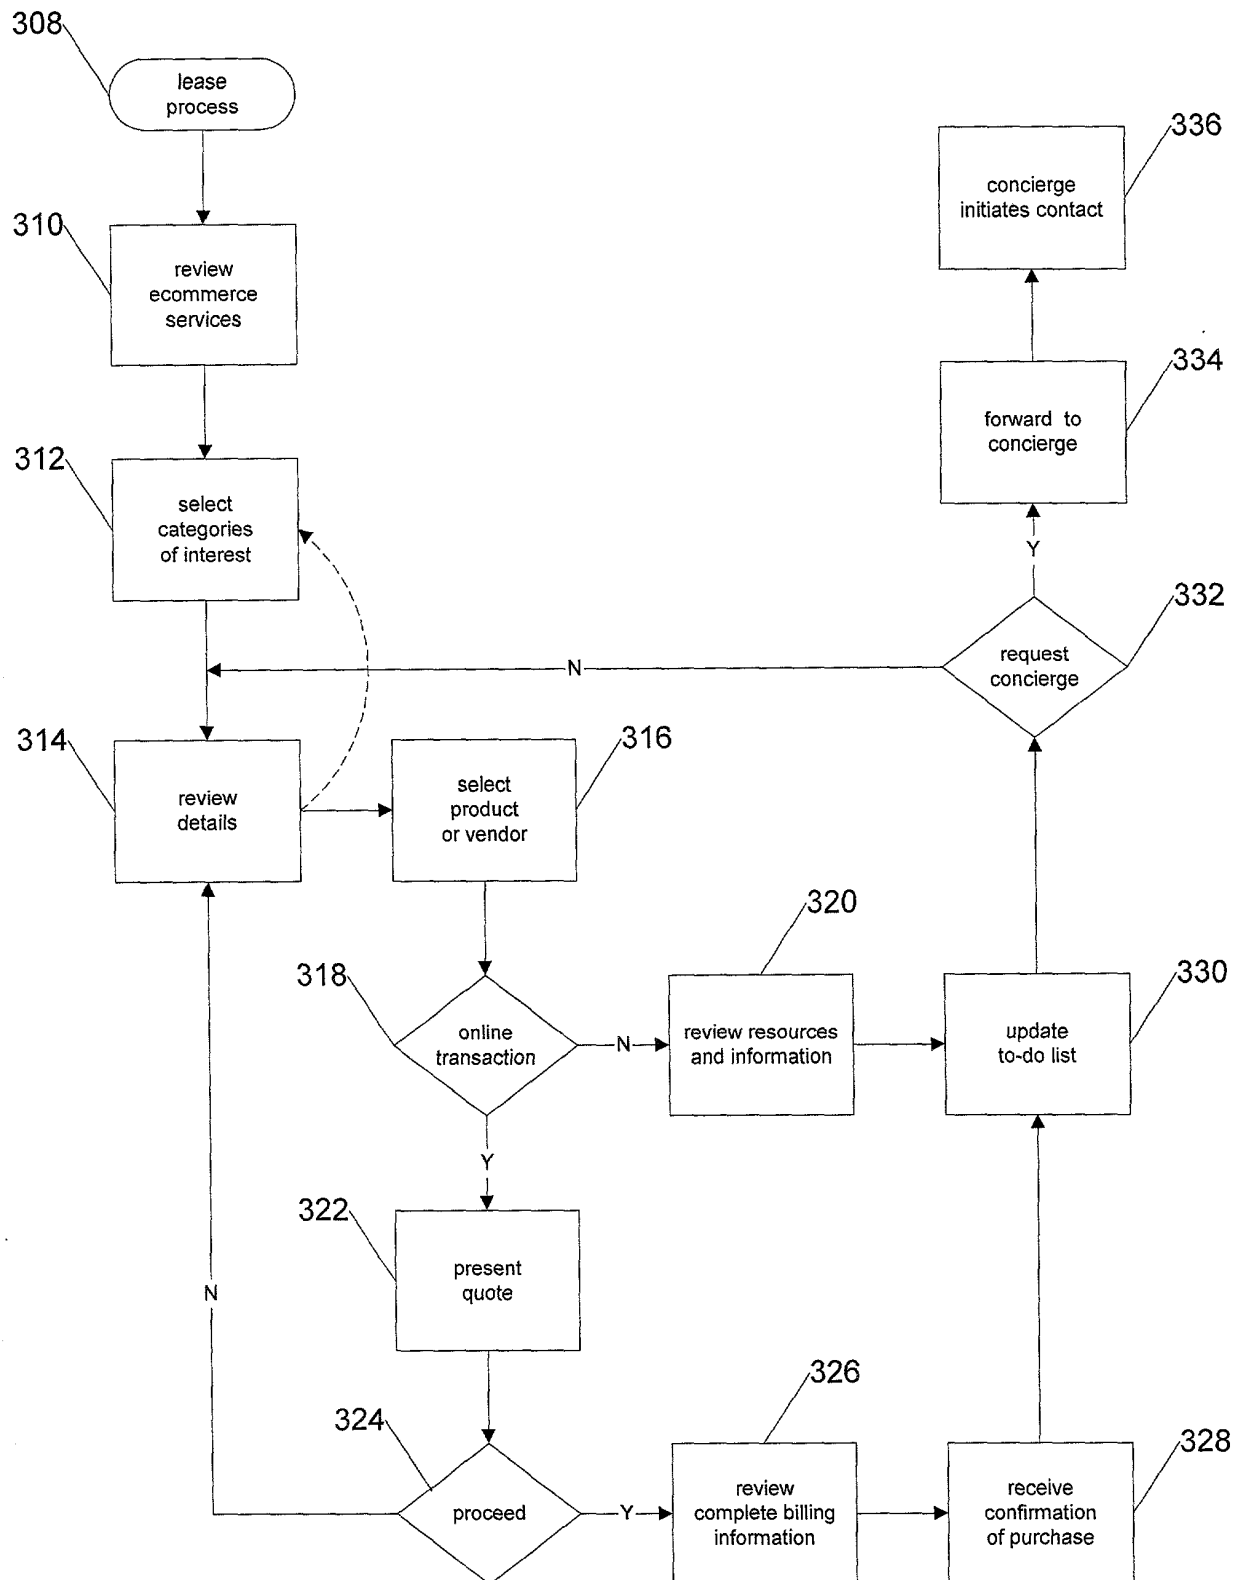 308
lease
process
336
concierge
initiates contact
310
review
ecommerce
services
334
forward to
concierge
312
select
categories
of interest
Y
332
request
concierge
N
314
review
details
316
select
product
or vendor
320
318
online
transaction
N
review resources
and information
330
update
to-do list
Y
322
present
quote
N
326
324
proceed
Y
review
complete billing
information
328
receive
confirmation
of purchase